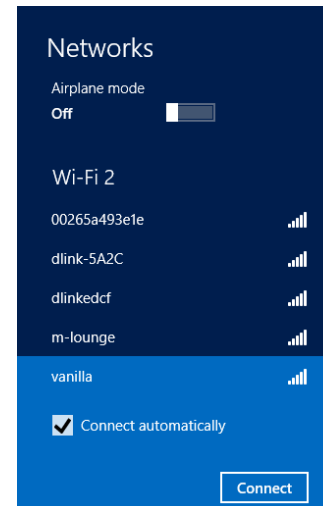 Networks
Airplane mode
Off
Wi-Fi 2
00265a493e1e
dlink-5A2C
dlinkedcf
m-lounge
vanilla
Connect automatically
Connect